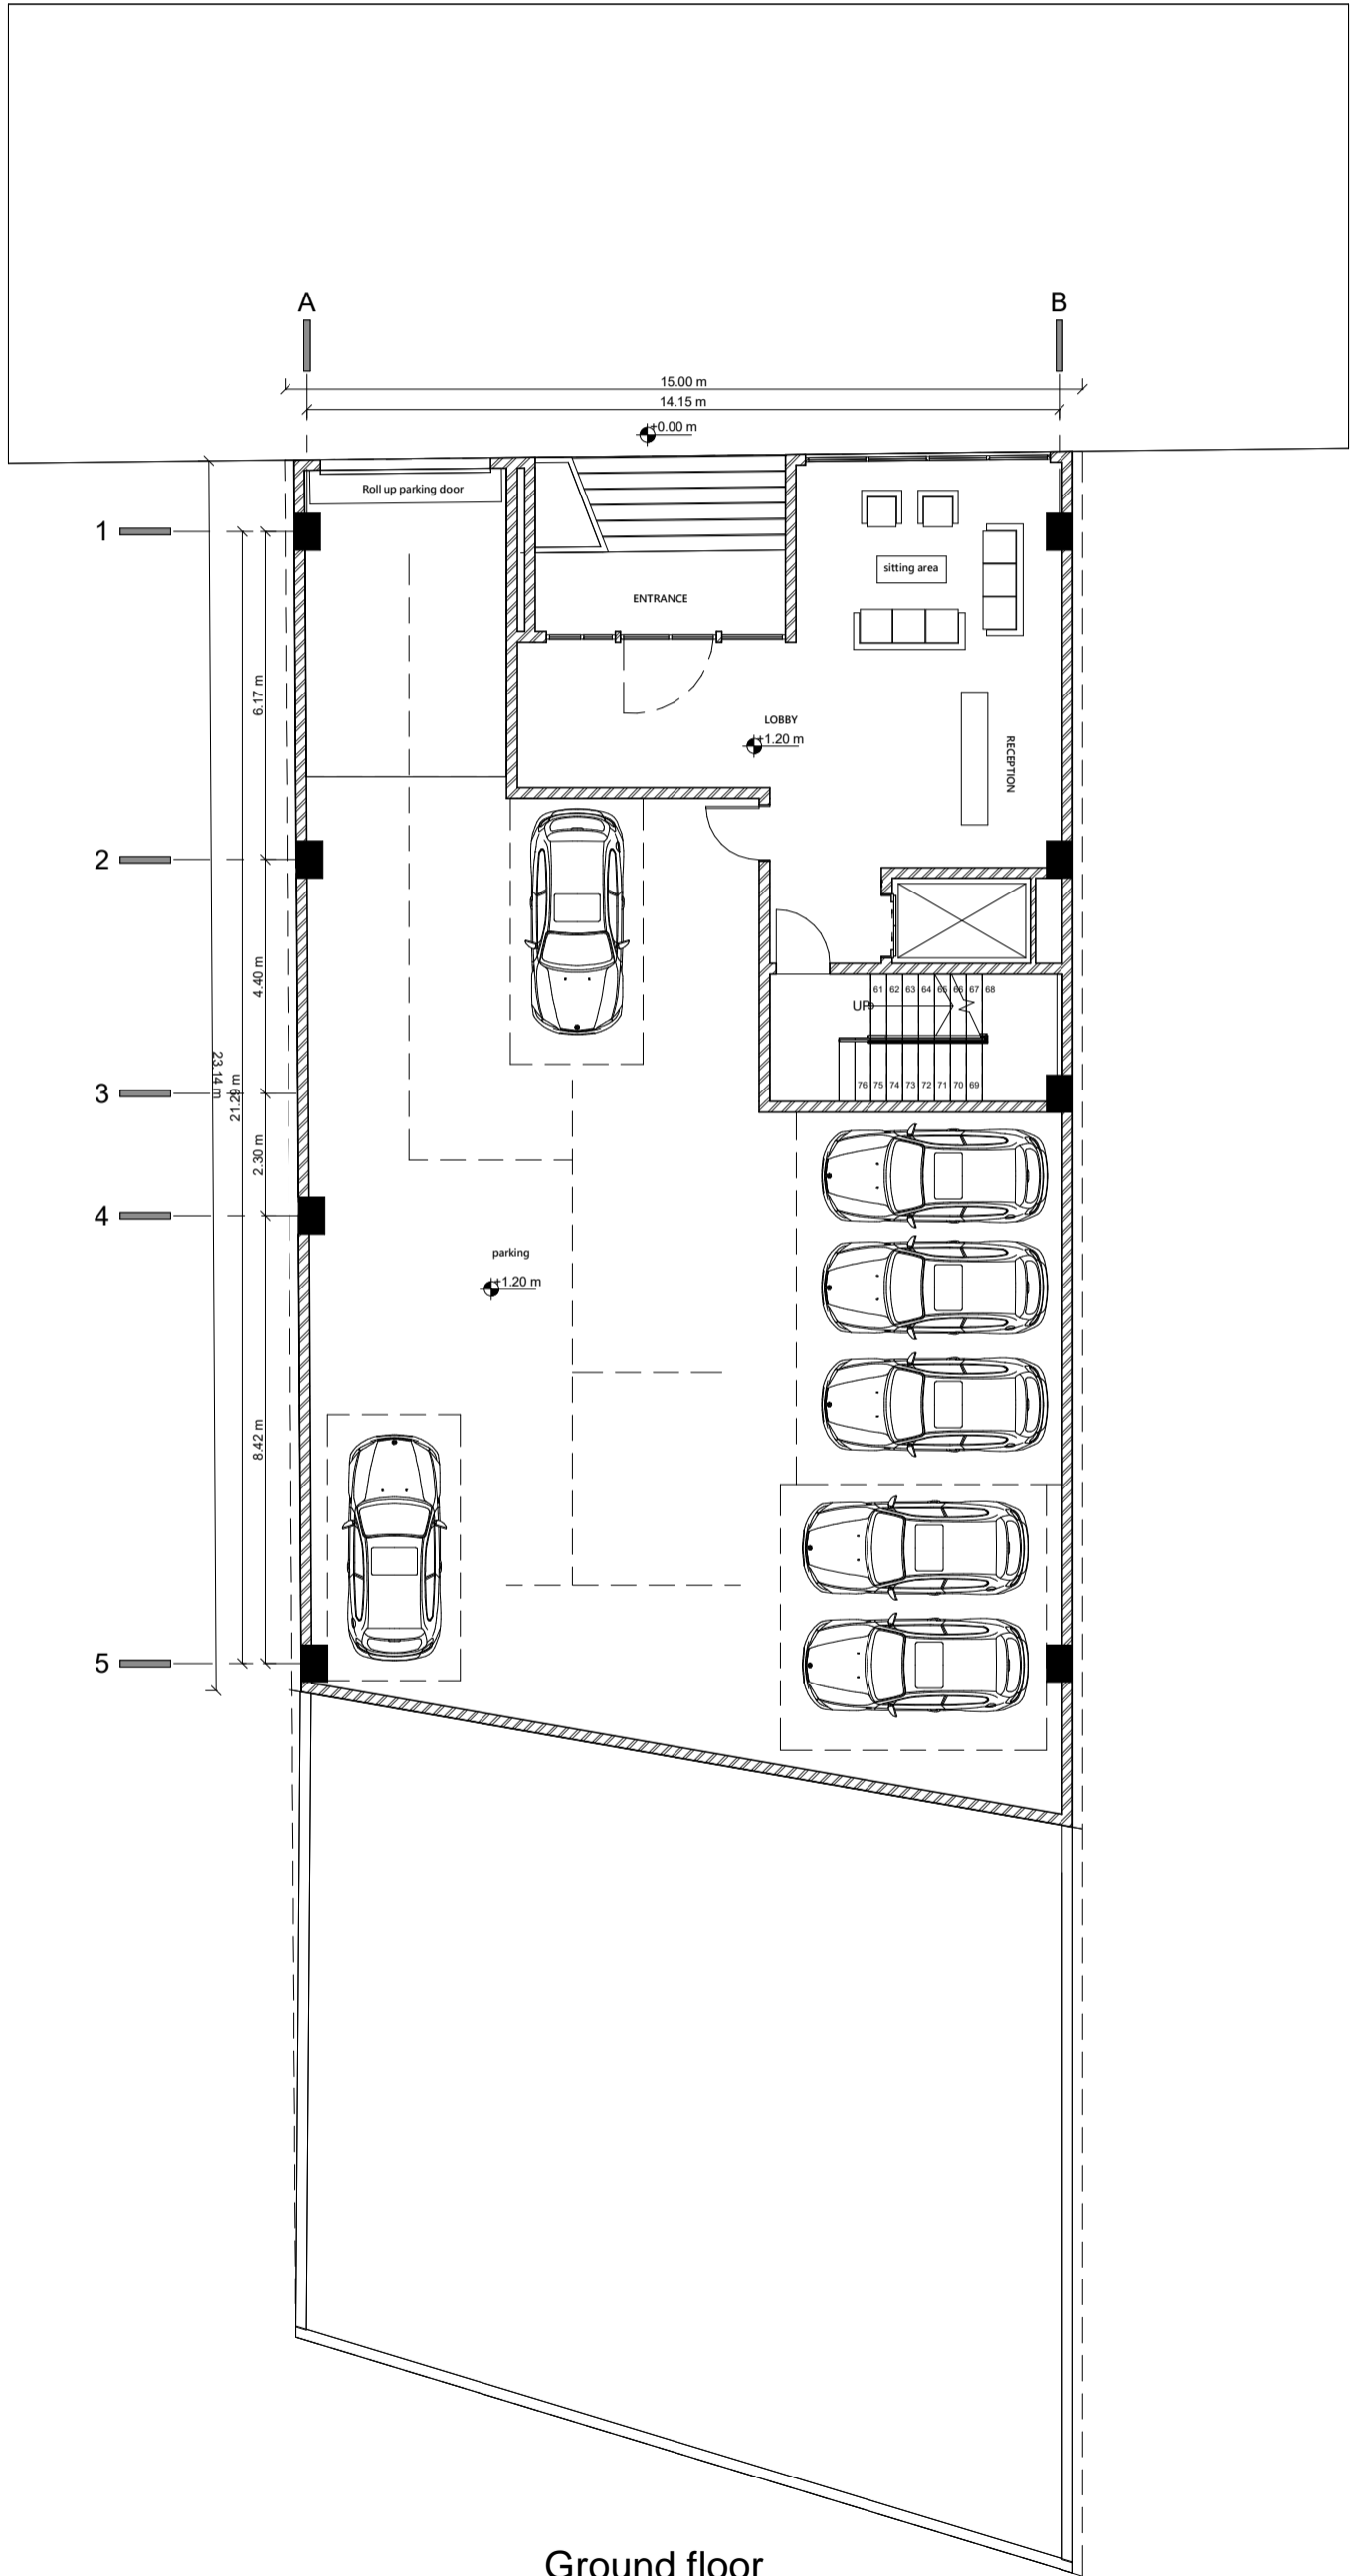 A
B
15.00 m
14.15 m
+0.00 m
Roll up parking door
1
sitting area
ENTRANCE
6.17 m
LOBBY
+1.20 m
RECEPTION
2
4.40 m
61 62 63 64 65 66 67 68
UP
23.14 m
21.29 m
3
76 75 74 73 72 71 70 69
2.30 m
4
parking
+1.20 m
8.42 m
5
Ground floor